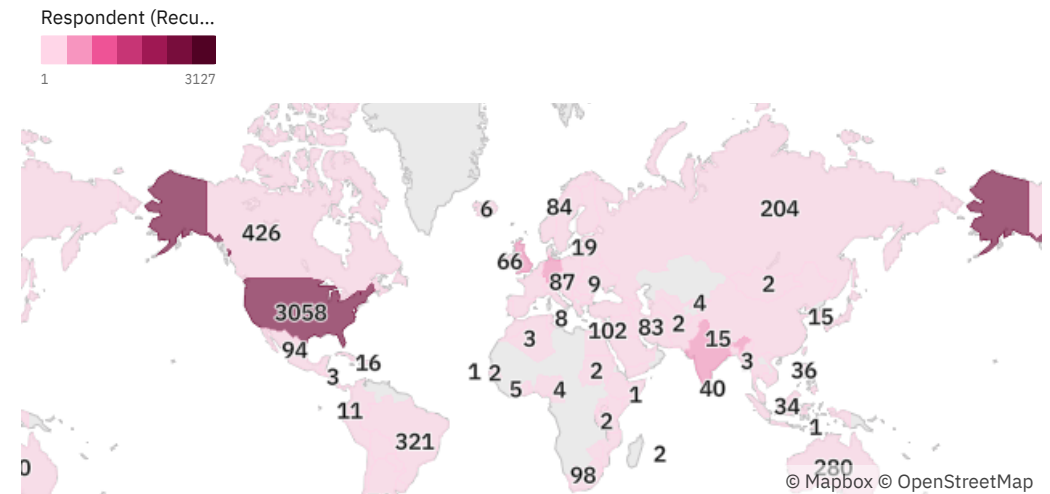 Respondent (Recu...
1 3127
6 84 204
426 19
66
87 9 2
3058 4
8 102 83 2 15
3 15
94 16 3
3 1 2 2 36
5 4 1 40
11 34
2 1
321
0 98 2 280
© Mapbox © OpenStreetMap